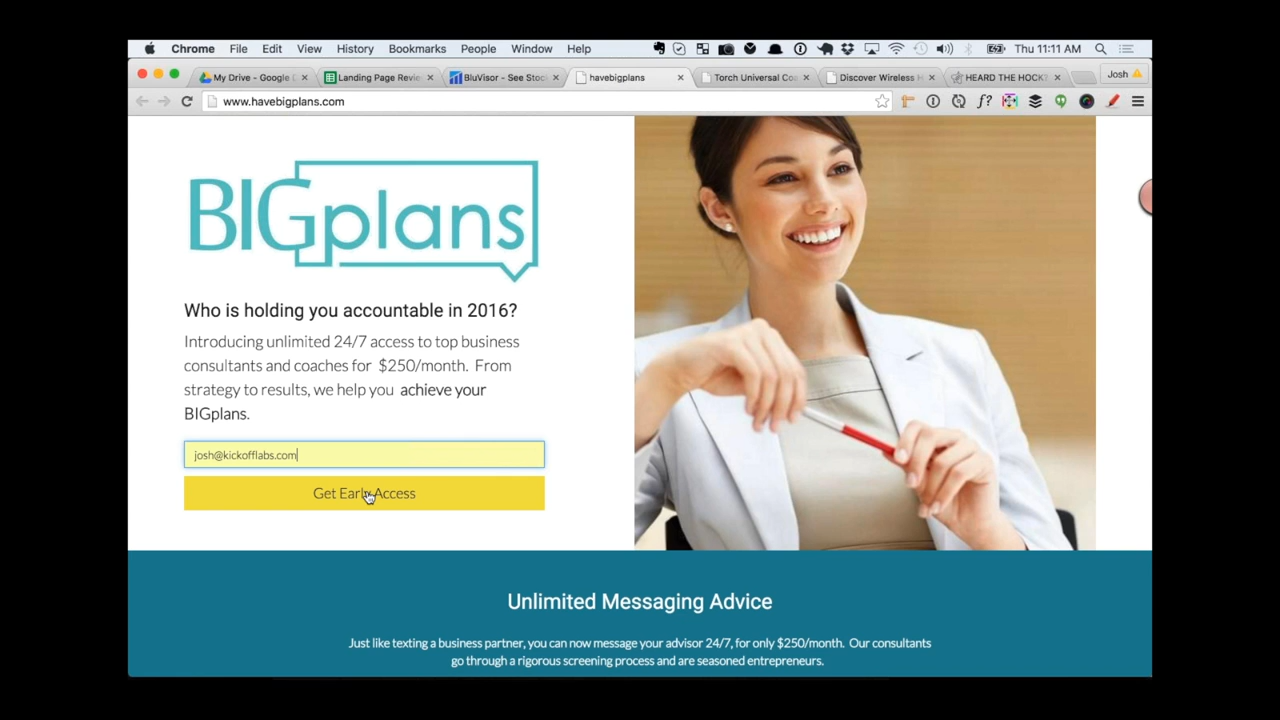 Chrome File Edit View History Bookmarks People Window Help Thu 11:11 AM
My Drive - Google Landing Page Revie BluVisor - See Stoc havebigplans Torch Universal Co Discover Wireless H HEARD THE HOCK? Josh
www.havebigplans.com f?
BIGplans
Who is holding you accountable in 2016?
Introducing unlimited 24/7 access to top business
consultants and coaches for $250/month. From
strategy to results, we help you achieve your
BIGplans.
josh@kickofflabs.com
Get Early Access
Unlimited Messaging Advice
Just like texting a business partner, you can now message your advisor 24/7, for only $250/month. Our consultants
go through a rigorous screening process and are seasoned entrepreneurs.